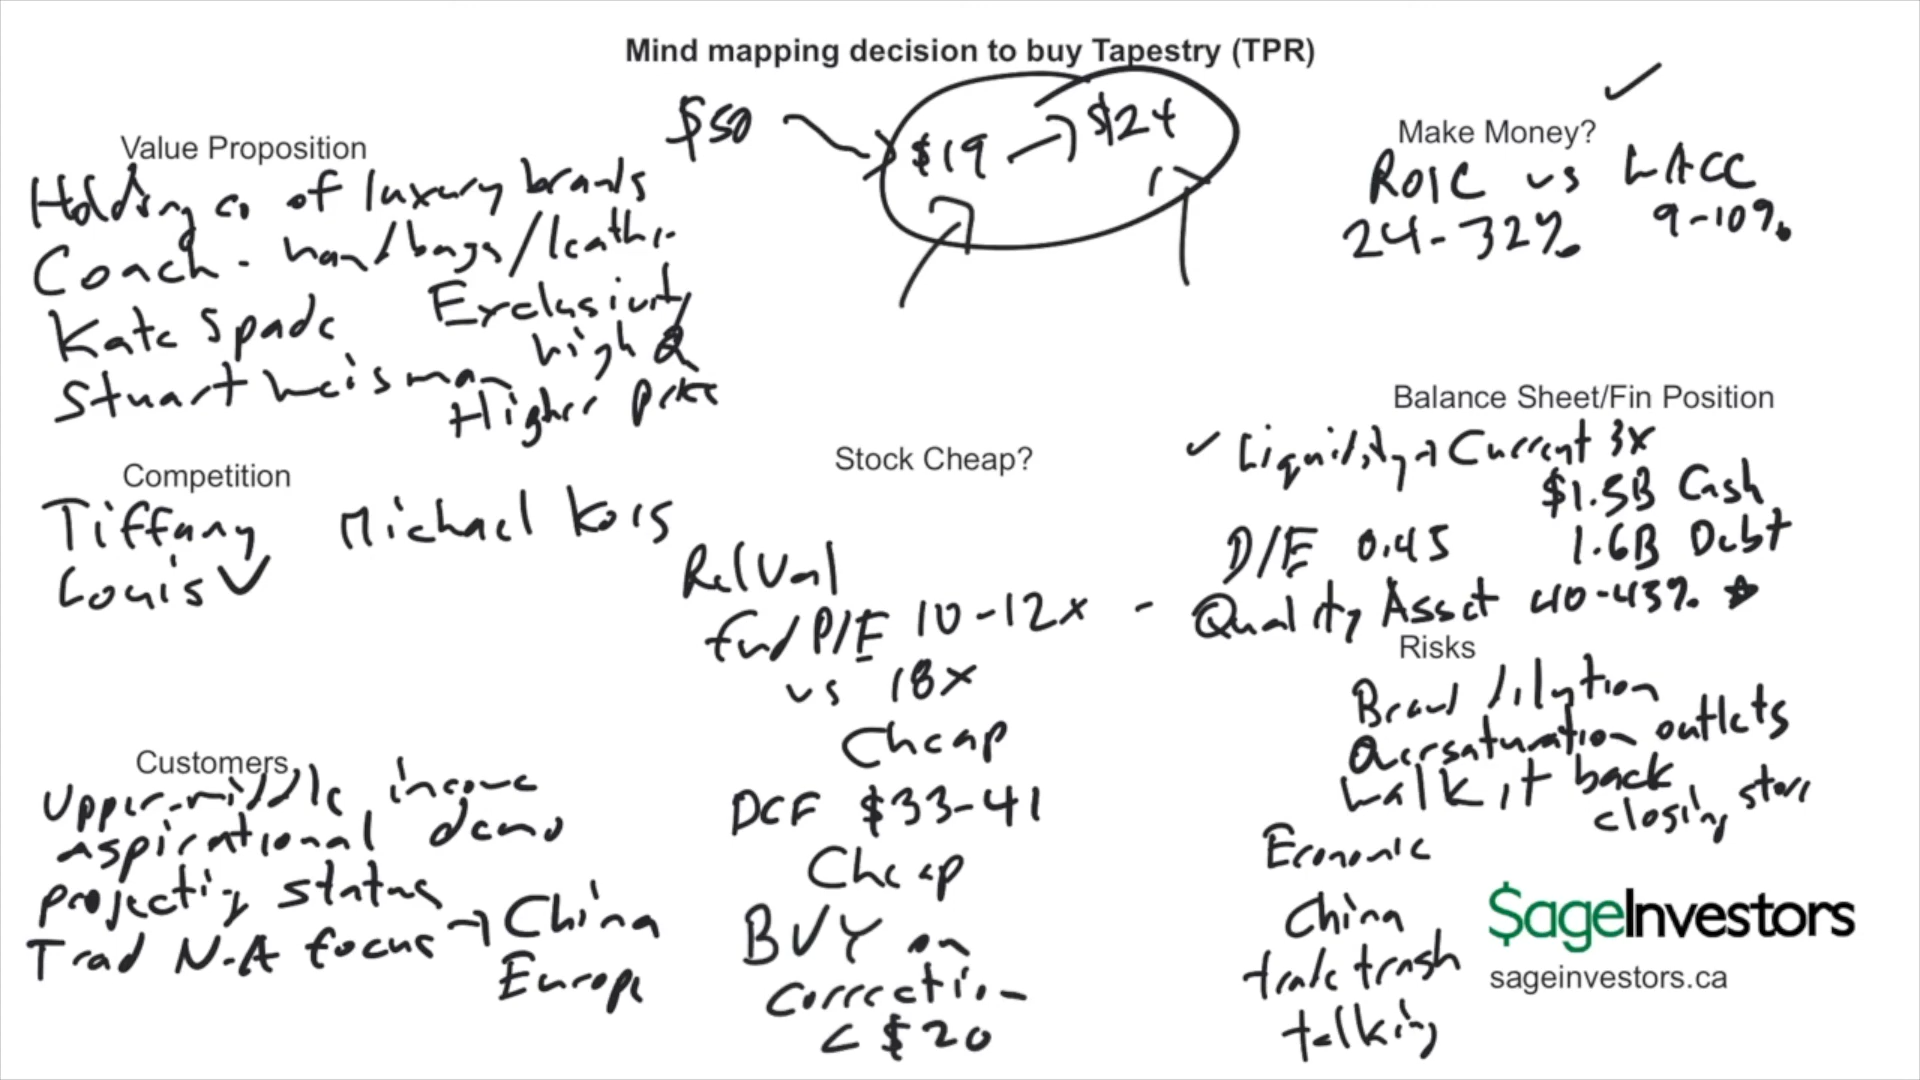 Mind mapping decision to buy Tapestry (TPR)
$50 $19 → $24
Value Proposition
Holding co of luxury brands
Coach - handbags/leather
Kate Spade
Stuart Weisman
Exclusivity
high Q
Higher price
Competition
Tiffany Michael Kors
Louis V
Customers
Upper-middle income
aspirational demo
projecting status
Trad N.A focus → China
Europe
Stock Cheap?
Rel Val
fwd P/E 10-12x -
vs 18x
Cheap
DCF $33-41
Cheap
BUY on
correction
< $20
Make Money? ✓
ROIC vs WACC
24-32% 9-10%
Balance Sheet/Fin Position
✓ Liquidity → Current 3x
$1.5B Cash
D/E 0.45 1.6B Debt
Quality Asset 40-43% ☆
Risks
Brand dilution
Oversaturation outlets
walk it back
closing store
Economic
China
trade trash
talking
$ageInvestors
sageinvestors.ca